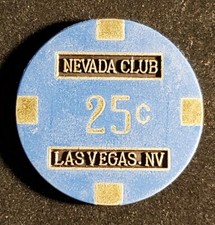 NEVADA CLUB
25¢
LAS VEGAS, NV